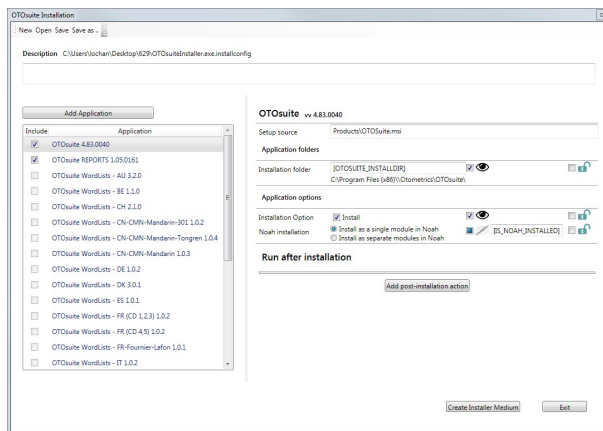 OTOsuite Installation
New Open Save Save as
Description C:\Users\lochan\Desktop\629\OTOsuiteInstaller.exe.installconfig
Add Application
Include Application
OTOsuite 4.83.0040
OTOsuite REPORTS 1.05.0161
OTOsuite WordLists - AU 3.2.0
OTOsuite WordLists - BE 1.1.0
OTOsuite WordLists - CH 2.1.0
OTOsuite WordLists - CN-CMN-Mandarin-301 1.0.2
OTOsuite WordLists - CN-CMN-Mandarin-Tongren 1.0.4
OTOsuite WordLists - CN-CMN-Mandarin 1.0.3
OTOsuite WordLists - DE 1.0.2
OTOsuite WordLists - DK 3.0.1
OTOsuite WordLists - ES 1.0.1
OTOsuite WordLists - FR (CD 1,2,3) 1.0.2
OTOsuite WordLists - FR (CD 4,5) 1.0.2
OTOsuite WordLists - FR-Fournier-Lafon 1.0.1
OTOsuite WordLists - IT 1.0.2
OTOsuite vv 4.83.0040
Setup source Products\OTOSuite.msi
Application folders
Installation folder [OTOSUITE_INSTALLDIR]
C:\Program Files (x86)\\Otometrics\OTOsuite\
Application options
Installation Option Install
Noah installation Install as a single module in Noah [IS_NOAH_INSTALLED]
Install as separate modules in Noah
Run after installation
Add post-installation action
Create Installer Medium Exit